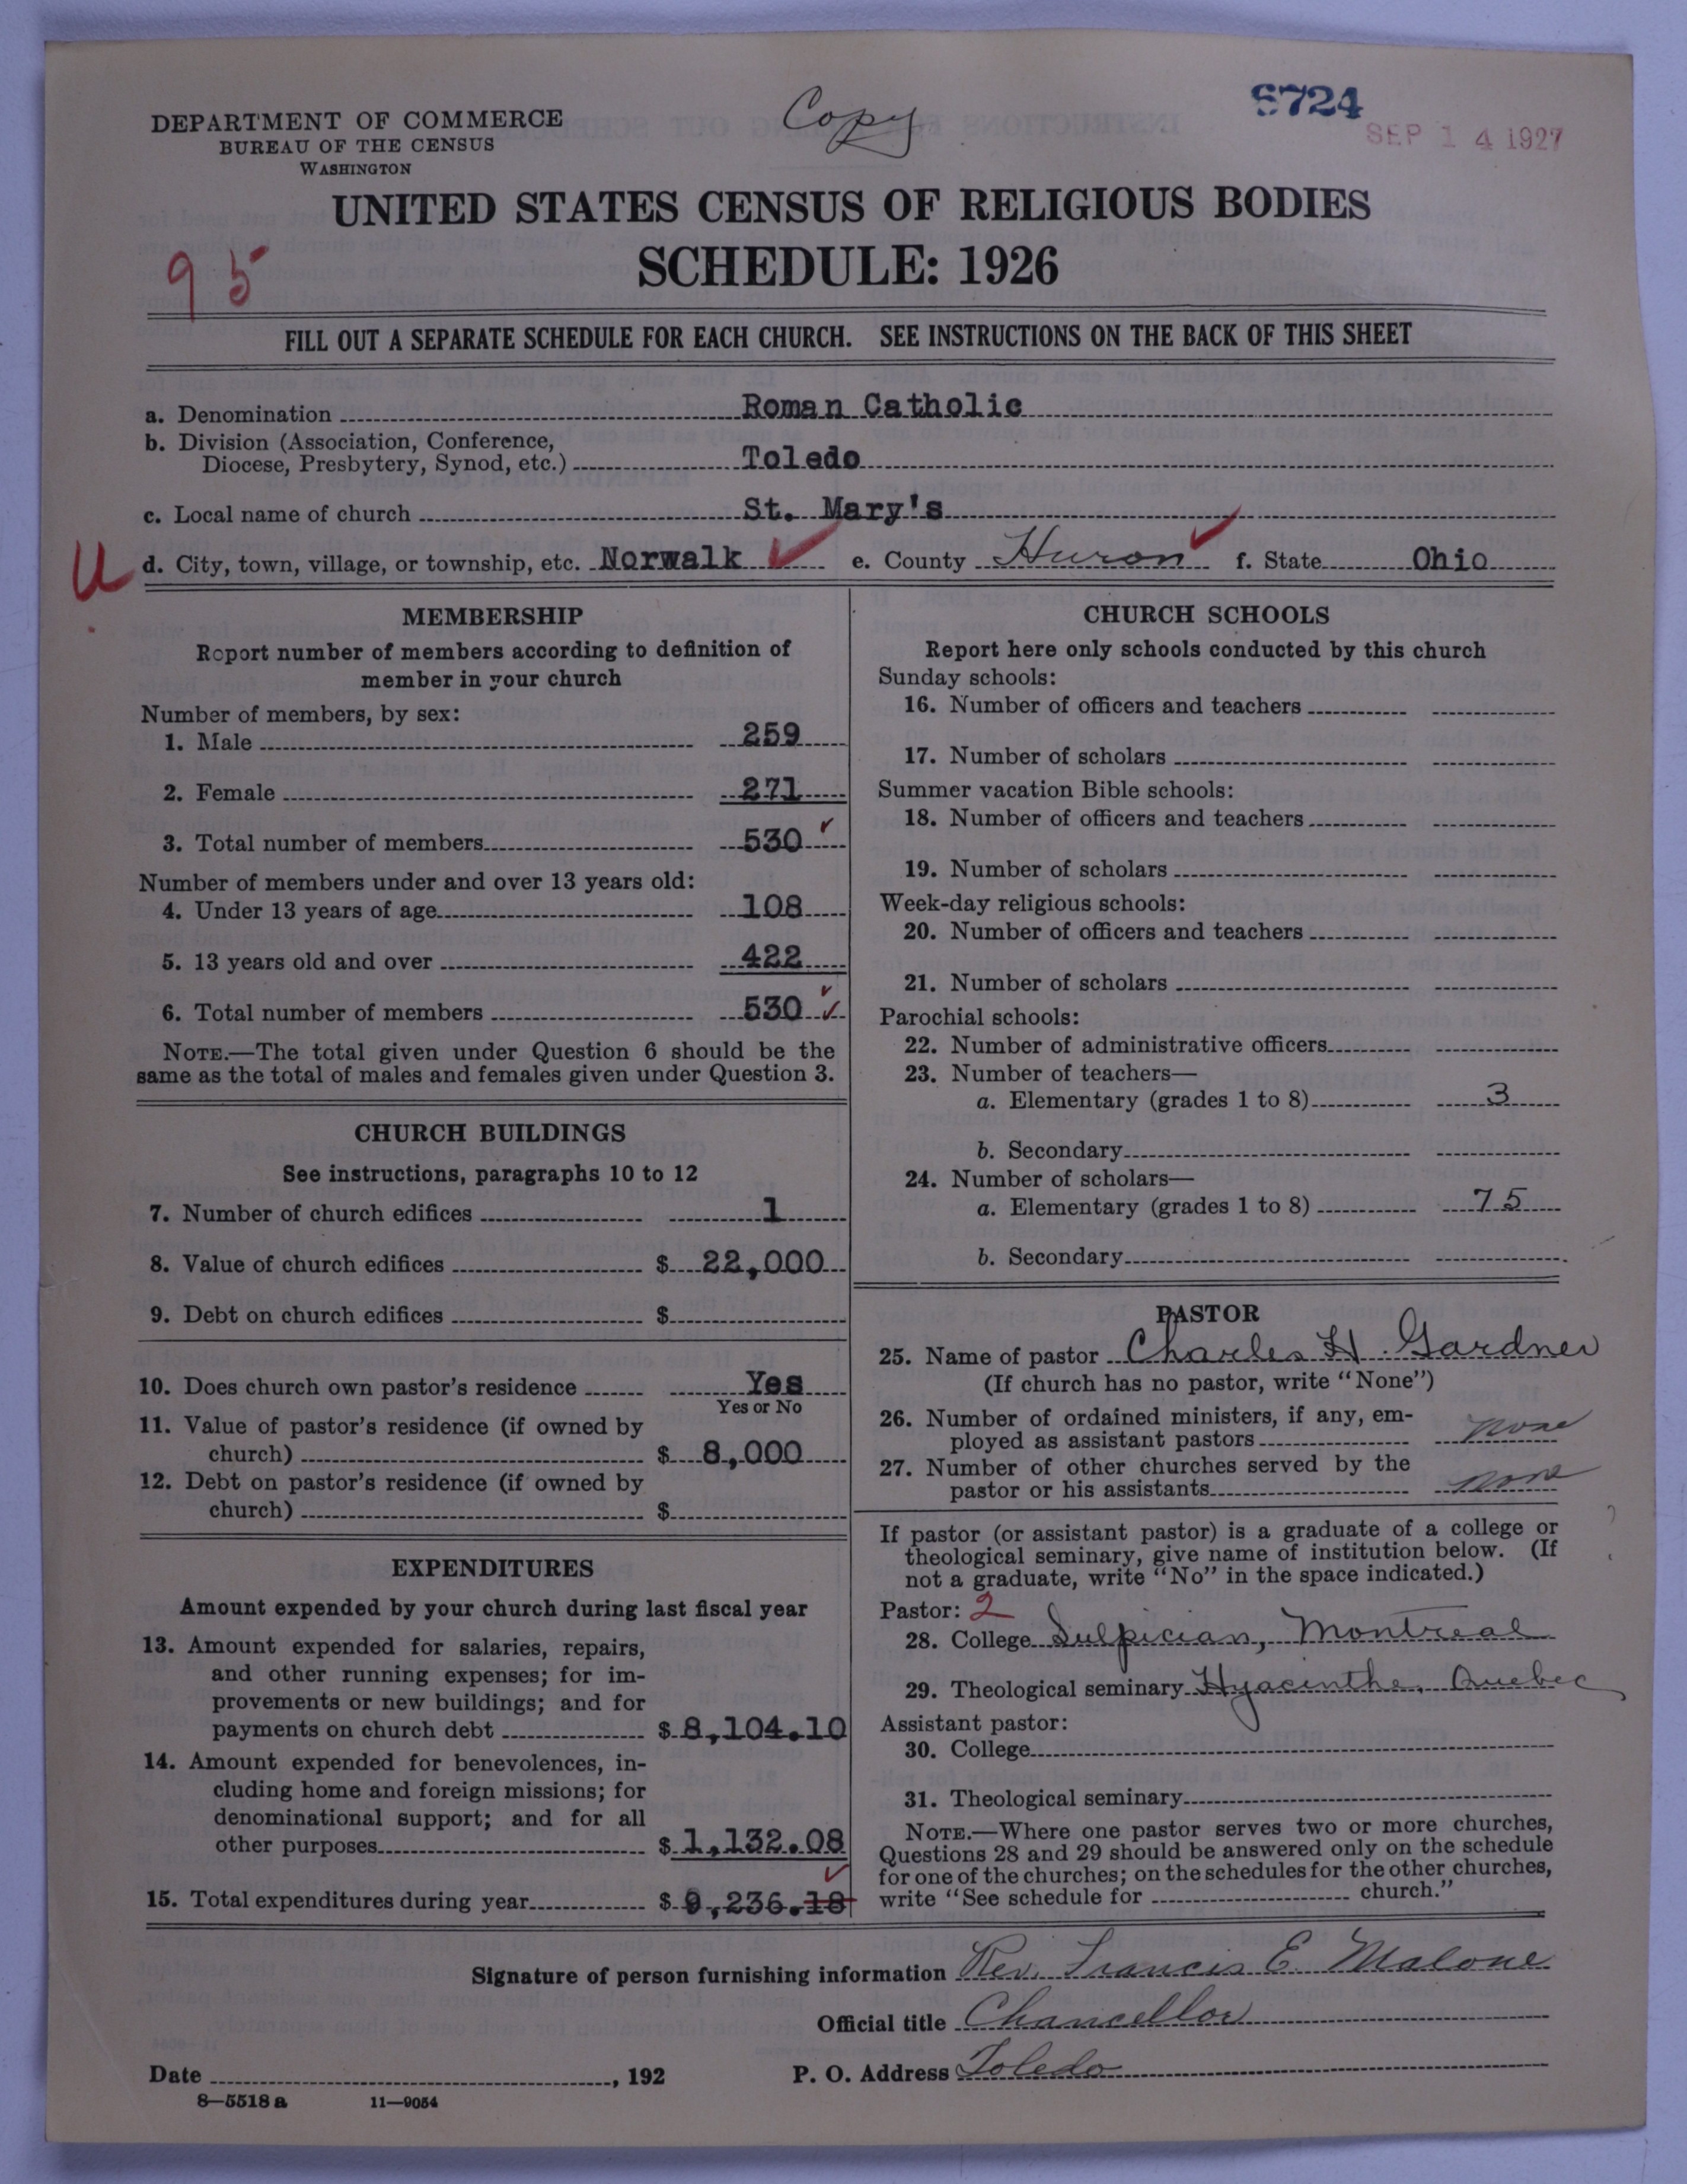 DEPARTMENT OF COMMERCE
BUREAU OF THE CENSUS
WASHINGTON
Copy
6724
SEP 14 1927
UNITED STATES CENSUS OF RELIGIOUS BODIES
SCHEDULE: 1926
95
FILL OUT A SEPARATE SCHEDULE FOR EACH CHURCH. SEE INSTRUCTIONS ON THE BACK OF THIS SHEET
a. Denomination Roman Catholic
b. Division (Association, Conference,
Diocese, Presbytery, Synod, etc.) Toledo
c. Local name of church St. Mary's
U d. City, town, village, or township, etc. Norwalk ✓ e. County Huron ✓ f. State Ohio
MEMBERSHIP
Report number of members according to definition of
member in your church
Number of members, by sex:
1. Male 259
2. Female 271
3. Total number of members 530 ✓
Number of members under and over 13 years old:
4. Under 13 years of age 108
5. 13 years old and over 422
6. Total number of members 530 ✓ ✓
NOTE.—The total given under Question 6 should be the
same as the total of males and females given under Question 3.
CHURCH BUILDINGS
See instructions, paragraphs 10 to 12
7. Number of church edifices 1
8. Value of church edifices $ 22,000
9. Debt on church edifices $
10. Does church own pastor's residence Yes
Yes or No
11. Value of pastor's residence (if owned by
church) $ 8,000
12. Debt on pastor's residence (if owned by
church) $
EXPENDITURES
Amount expended by your church during last fiscal year
13. Amount expended for salaries, repairs,
and other running expenses; for im-
provements or new buildings; and for
payments on church debt $ 8,104.10
14. Amount expended for benevolences, in-
cluding home and foreign missions; for
denominational support; and for all
other purposes $ 1,132.08
✓
15. Total expenditures during year $ 9,236.18
CHURCH SCHOOLS
Report here only schools conducted by this church
Sunday schools:
16. Number of officers and teachers
17. Number of scholars
Summer vacation Bible schools:
18. Number of officers and teachers
19. Number of scholars
Week-day religious schools:
20. Number of officers and teachers
21. Number of scholars
Parochial schools:
22. Number of administrative officers
23. Number of teachers—
a. Elementary (grades 1 to 8) 3
b. Secondary
24. Number of scholars—
a. Elementary (grades 1 to 8) 75
b. Secondary
PASTOR
25. Name of pastor Charles H. Gardner
(If church has no pastor, write "None")
26. Number of ordained ministers, if any, em-
ployed as assistant pastors none
27. Number of other churches served by the
pastor or his assistants none
If pastor (or assistant pastor) is a graduate of a college or
theological seminary, give name of institution below. (If
not a graduate, write "No" in the space indicated.)
Pastor: 2
28. College Sulpician, Montreal
29. Theological seminary Hyacinthe, Quebec
Assistant pastor:
30. College
31. Theological seminary
NOTE.—Where one pastor serves two or more churches,
Questions 28 and 29 should be answered only on the schedule
for one of the churches; on the schedules for the other churches,
write "See schedule for church."
Signature of person furnishing information Rev. Francis E. Malone
Official title Chancellor
Date , 192 P. O. Address Toledo
8—5518 a 11—9054